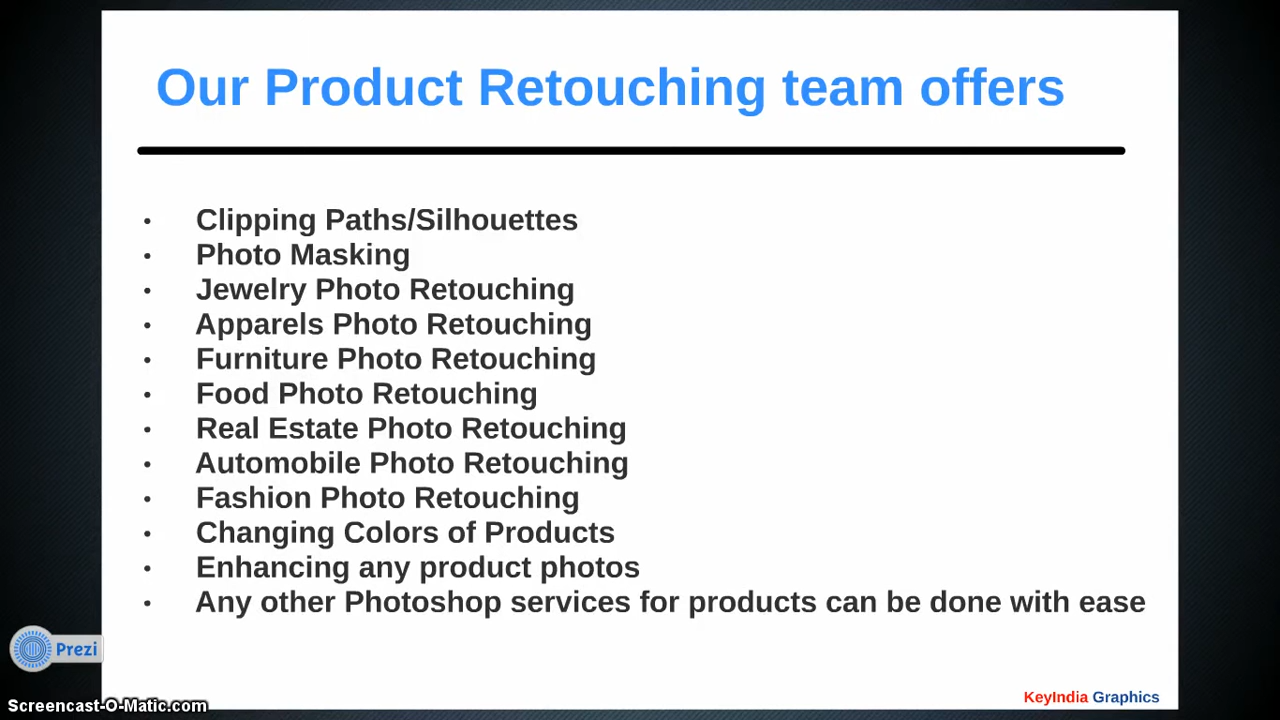 Our Product Retouching team offers
• Clipping Paths/Silhouettes
• Photo Masking
• Jewelry Photo Retouching
• Apparels Photo Retouching
• Furniture Photo Retouching
• Food Photo Retouching
• Real Estate Photo Retouching
• Automobile Photo Retouching
• Fashion Photo Retouching
• Changing Colors of Products
• Enhancing any product photos
• Any other Photoshop services for products can be done with ease
Prezi
KeyIndia Graphics
Screencast-O-Matic.com